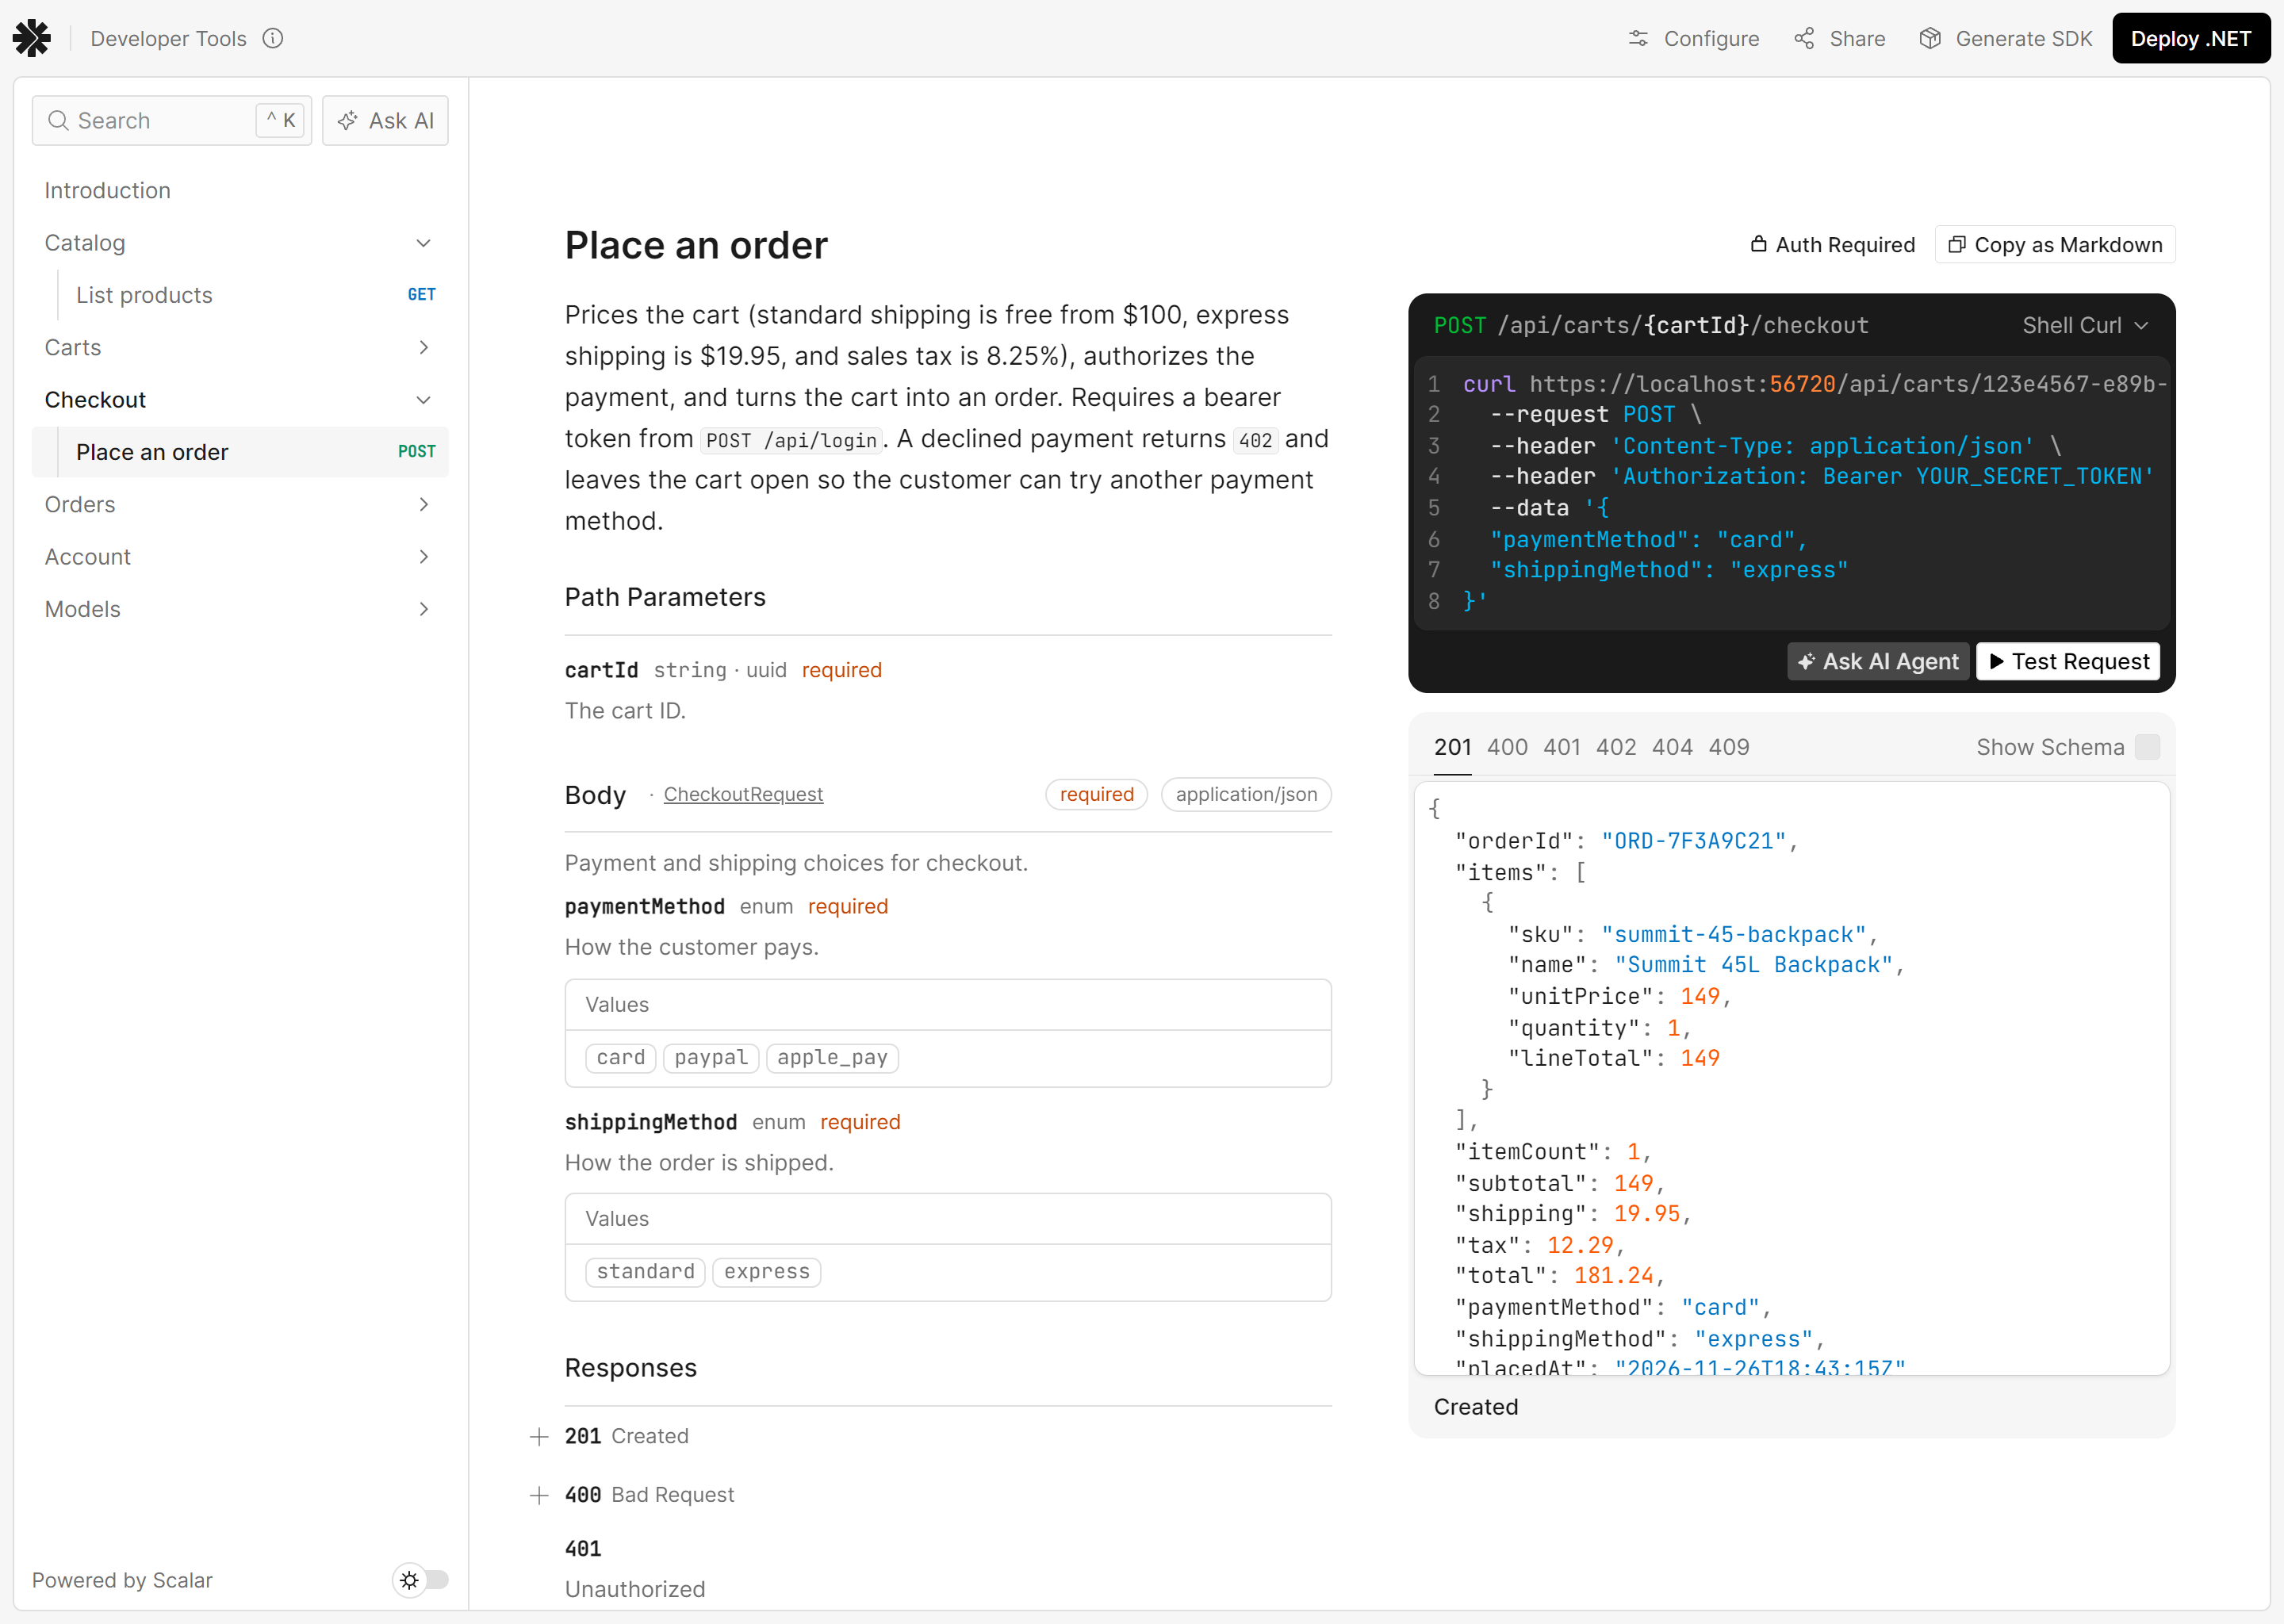 Developer Tools
Configure
Share
Generate SDK
Deploy .NET
Search
^ K
Ask AI
Introduction
Catalog
List products GET
Carts
Checkout
Place an order POST
Orders
Account
Models
Powered by Scalar
Place an order
Prices the cart (standard shipping is free from $100, express
shipping is $19.95, and sales tax is 8.25%), authorizes the
payment, and turns the cart into an order. Requires a bearer
token from POST /api/login. A declined payment returns 402 and
leaves the cart open so the customer can try another payment
method.
Path Parameters
cartId string · uuid required
The cart ID.
Body · CheckoutRequest required application/json
Payment and shipping choices for checkout.
paymentMethod enum required
How the customer pays.
Values
card paypal apple_pay
shippingMethod enum required
How the order is shipped.
Values
standard express
Responses
201 Created
400 Bad Request
401
Unauthorized
Auth Required
Copy as Markdown
POST /api/carts/{cartId}/checkout
Shell Curl
1 curl https://localhost:56720/api/carts/123e4567-e89b-
2 --request POST \
3 --header 'Content-Type: application/json' \
4 --header 'Authorization: Bearer YOUR_SECRET_TOKEN'
5 --data '{
6 "paymentMethod": "card",
7 "shippingMethod": "express"
8 }'
Ask AI Agent
Test Request
201 400 401 402 404 409
Show Schema
{
"orderId": "ORD-7F3A9C21",
"items": [
{
"sku": "summit-45-backpack",
"name": "Summit 45L Backpack",
"unitPrice": 149,
"quantity": 1,
"lineTotal": 149
}
],
"itemCount": 1,
"subtotal": 149,
"shipping": 19.95,
"tax": 12.29,
"total": 181.24,
"paymentMethod": "card",
"shippingMethod": "express",
"placedAt": "2026-11-26T18:43:15Z"
Created